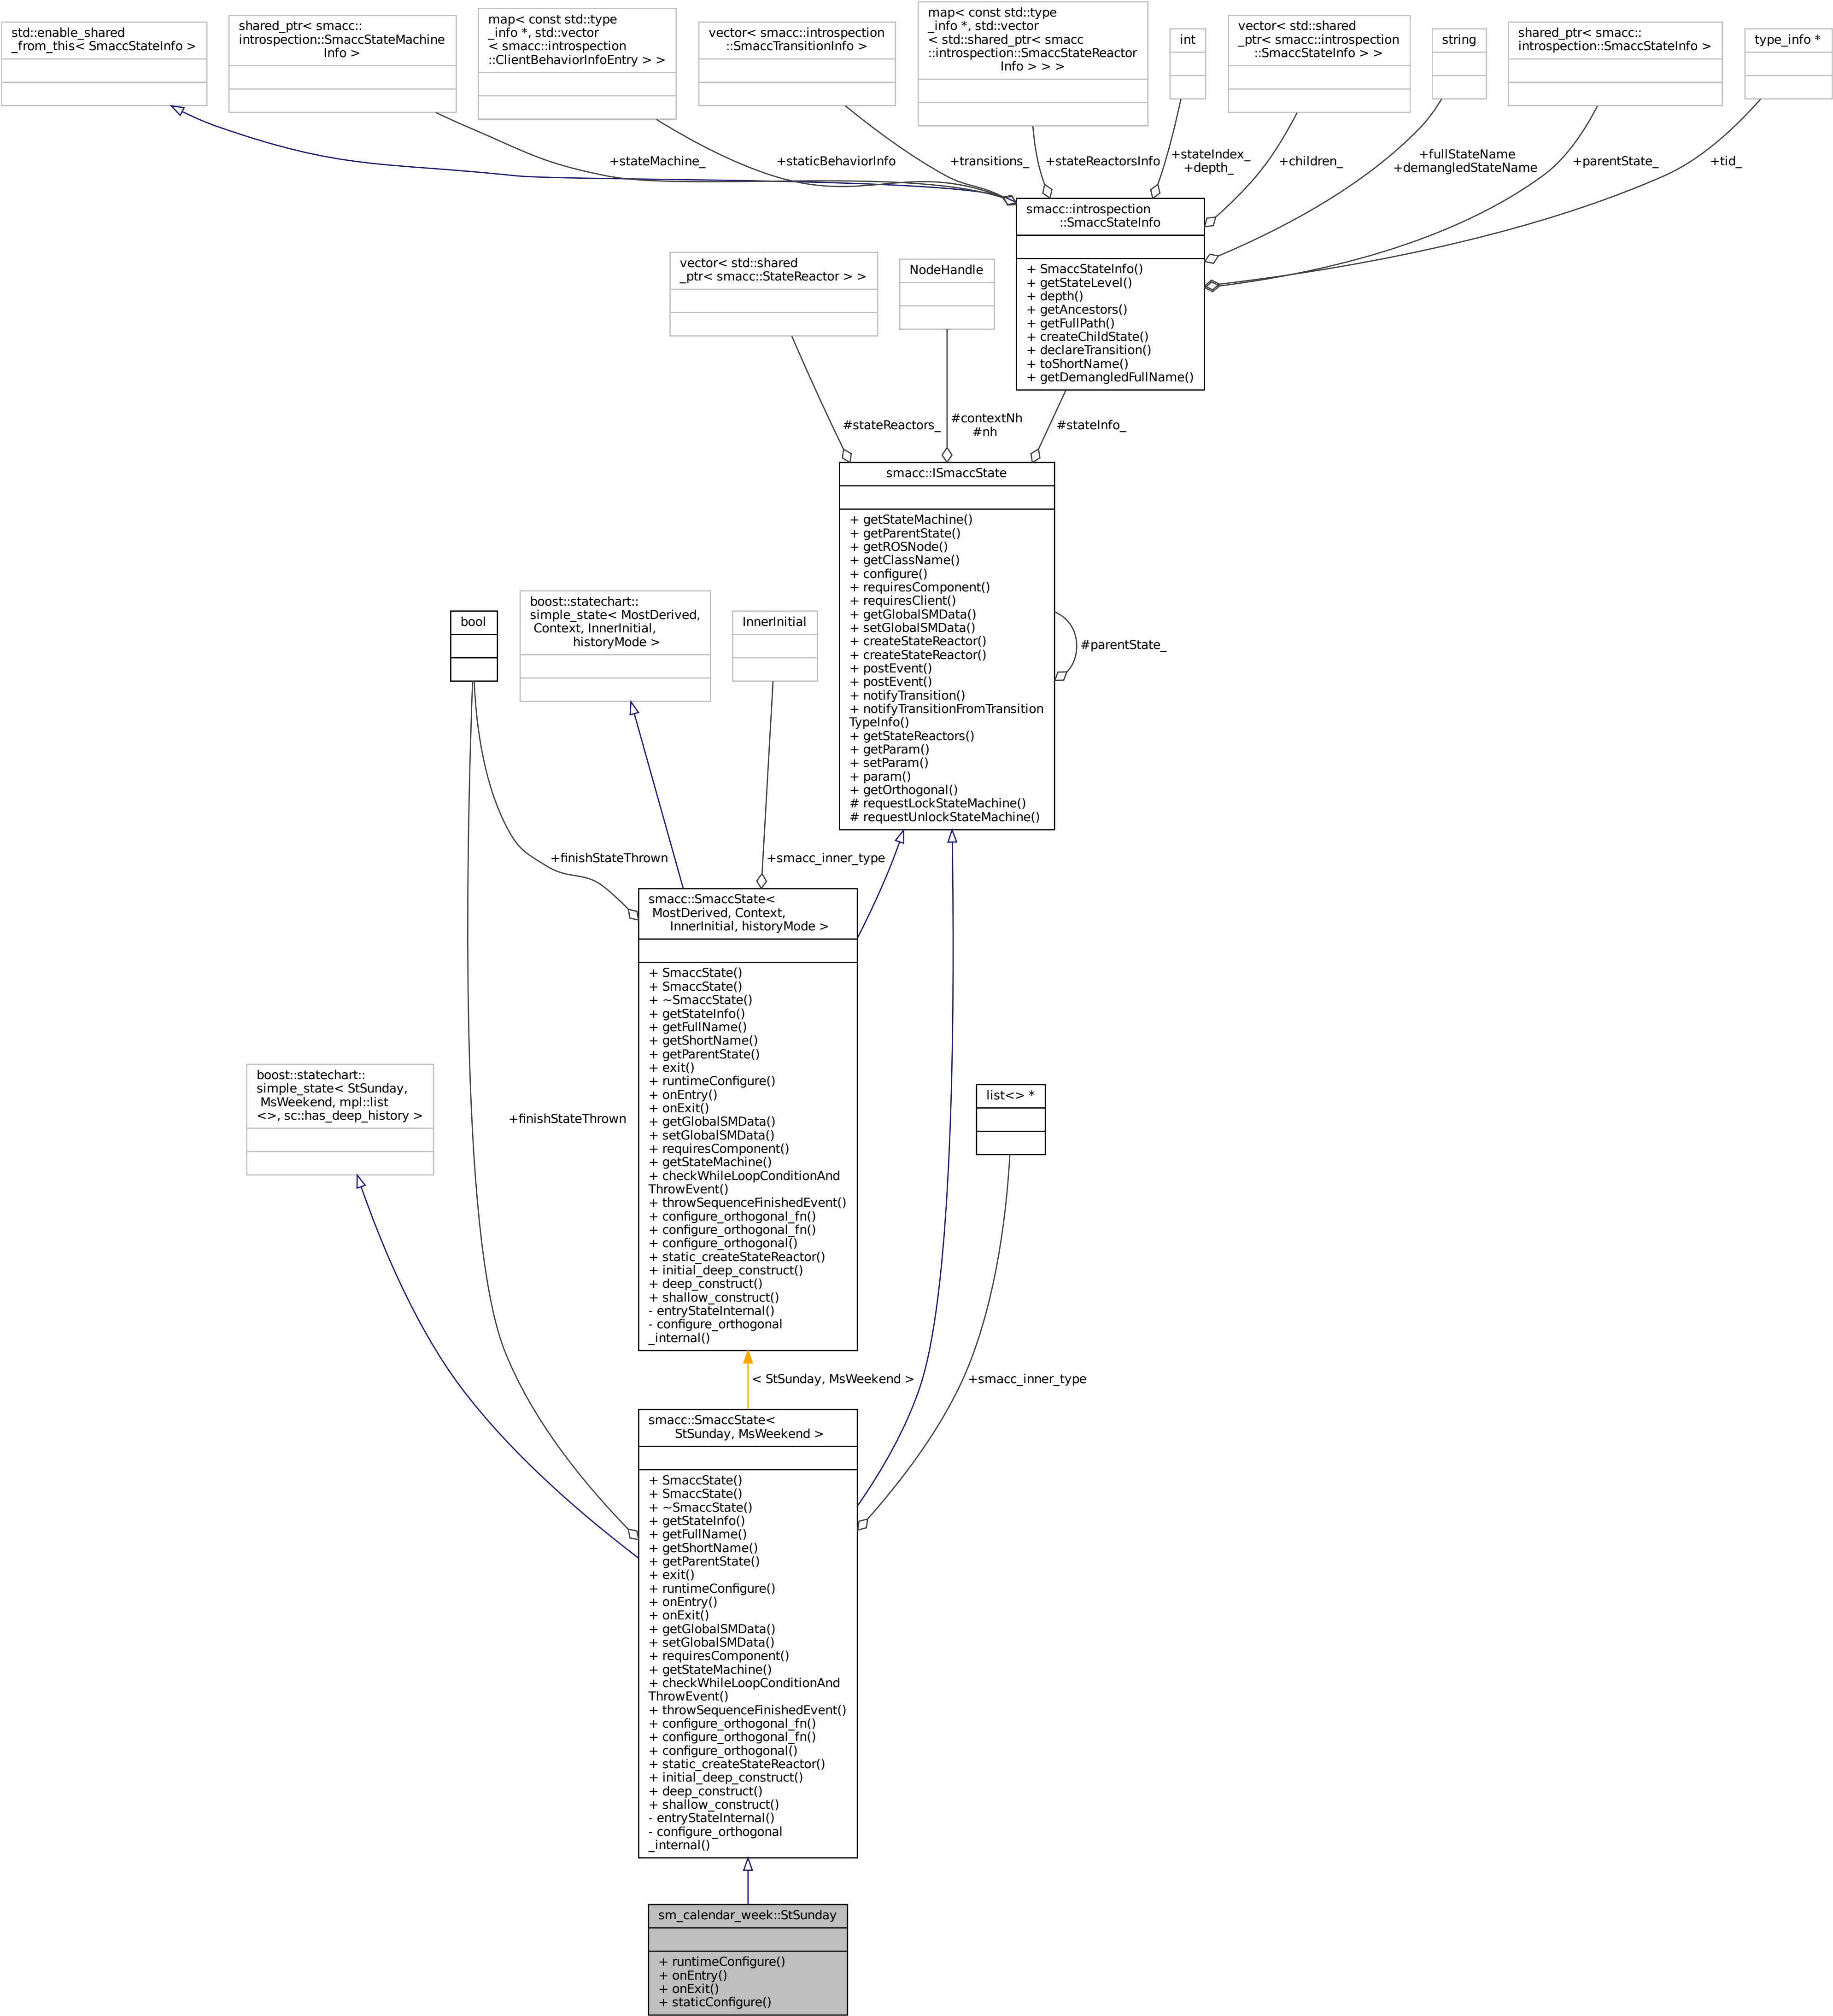 std::enable_shared
_from_this< SmaccStateInfo >
shared_ptr< smacc::
introspection::SmaccStateMachine
Info >
map< const std::type
_info *, std::vector
< smacc::introspection
::ClientBehaviorInfoEntry > >
vector< smacc::introspection
::SmaccTransitionInfo >
map< const std::type
_info *, std::vector
< std::shared_ptr< smacc
::introspection::SmaccStateReactor
Info > > >
int
vector< std::shared
_ptr< smacc::introspection
::SmaccStateInfo > >
string
shared_ptr< smacc::
introspection::SmaccStateInfo >
type_info *
+stateMachine_
+staticBehaviorInfo
+transitions_
+stateReactorsInfo
+stateIndex_
+depth_
+children_
+fullStateName
+demangledStateName
+parentState_
+tid_
smacc::introspection
::SmaccStateInfo
+ SmaccStateInfo()
+ getStateLevel()
+ depth()
+ getAncestors()
+ getFullPath()
+ createChildState()
+ declareTransition()
+ toShortName()
+ getDemangledFullName()
vector< std::shared
_ptr< smacc::StateReactor > >
NodeHandle
#stateReactors_
#contextNh
#nh
#stateInfo_
smacc::ISmaccState
+ getStateMachine()
+ getParentState()
+ getROSNode()
+ getClassName()
+ configure()
+ requiresComponent()
+ requiresClient()
+ getGlobalSMData()
+ setGlobalSMData()
+ createStateReactor()
+ createStateReactor()
+ postEvent()
+ postEvent()
+ notifyTransition()
+ notifyTransitionFromTransition
TypeInfo()
+ getStateReactors()
+ getParam()
+ setParam()
+ param()
+ getOrthogonal()
# requestLockStateMachine()
# requestUnlockStateMachine()
#parentState_
bool
boost::statechart::
simple_state< MostDerived,
Context, InnerInitial,
historyMode >
InnerInitial
+finishStateThrown
+smacc_inner_type
smacc::SmaccState<
MostDerived, Context,
InnerInitial, historyMode >
+ SmaccState()
+ SmaccState()
+ ~SmaccState()
+ getStateInfo()
+ getFullName()
+ getShortName()
+ getParentState()
+ exit()
+ runtimeConfigure()
+ onEntry()
+ onExit()
+ getGlobalSMData()
+ setGlobalSMData()
+ requiresComponent()
+ getStateMachine()
+ checkWhileLoopConditionAnd
ThrowEvent()
+ throwSequenceFinishedEvent()
+ configure_orthogonal_fn()
+ configure_orthogonal_fn()
+ configure_orthogonal()
+ static_createStateReactor()
+ initial_deep_construct()
+ deep_construct()
+ shallow_construct()
- entryStateInternal()
- configure_orthogonal
_internal()
boost::statechart::
simple_state< StSunday,
MsWeekend, mpl::list
<>, sc::has_deep_history >
+finishStateThrown
list<> *
< StSunday, MsWeekend >
+smacc_inner_type
smacc::SmaccState<
StSunday, MsWeekend >
+ SmaccState()
+ SmaccState()
+ ~SmaccState()
+ getStateInfo()
+ getFullName()
+ getShortName()
+ getParentState()
+ exit()
+ runtimeConfigure()
+ onEntry()
+ onExit()
+ getGlobalSMData()
+ setGlobalSMData()
+ requiresComponent()
+ getStateMachine()
+ checkWhileLoopConditionAnd
ThrowEvent()
+ throwSequenceFinishedEvent()
+ configure_orthogonal_fn()
+ configure_orthogonal_fn()
+ configure_orthogonal()
+ static_createStateReactor()
+ initial_deep_construct()
+ deep_construct()
+ shallow_construct()
- entryStateInternal()
- configure_orthogonal
_internal()
sm_calendar_week::StSunday
+ runtimeConfigure()
+ onEntry()
+ onExit()
+ staticConfigure()